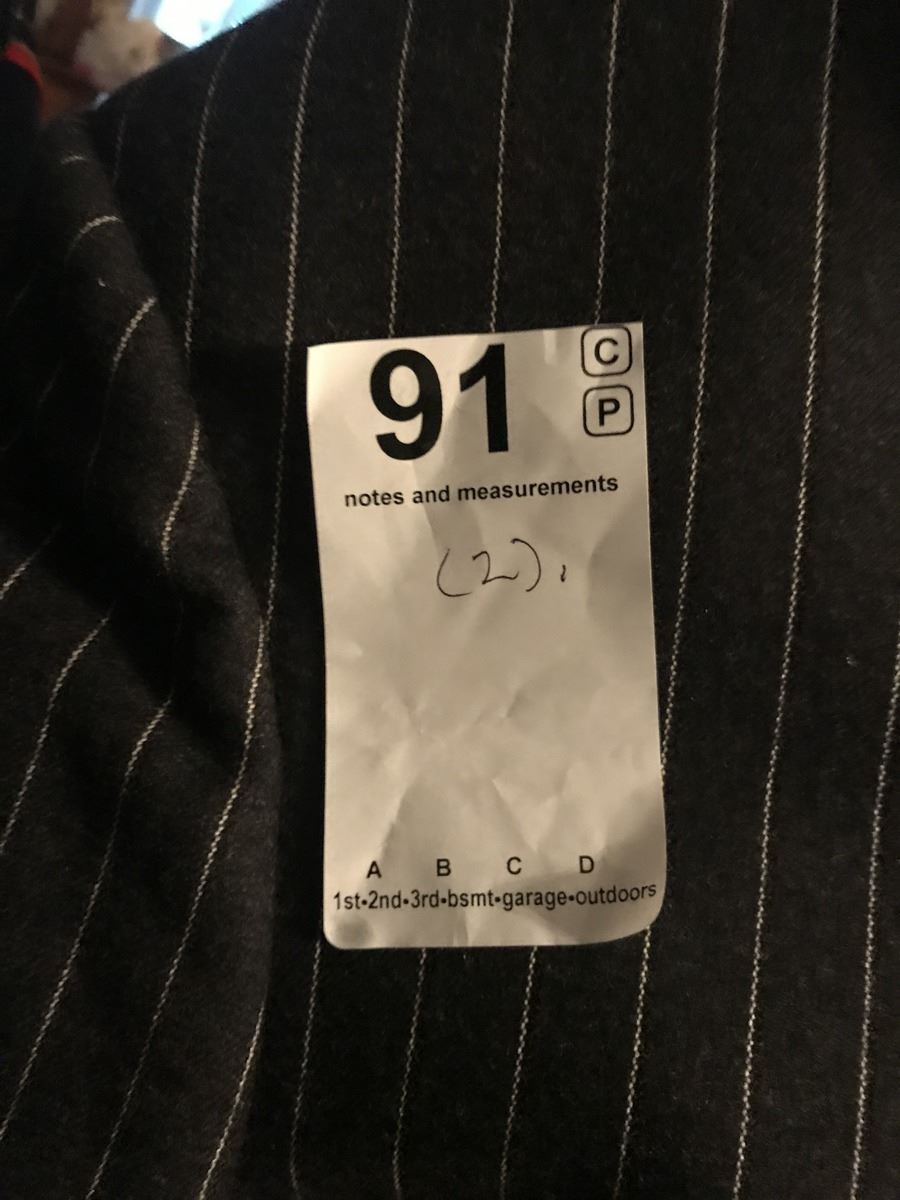 91
C
P
notes and measurements
(2).
A B C D
1st•2nd•3rd•bsmt•garage•outdoors